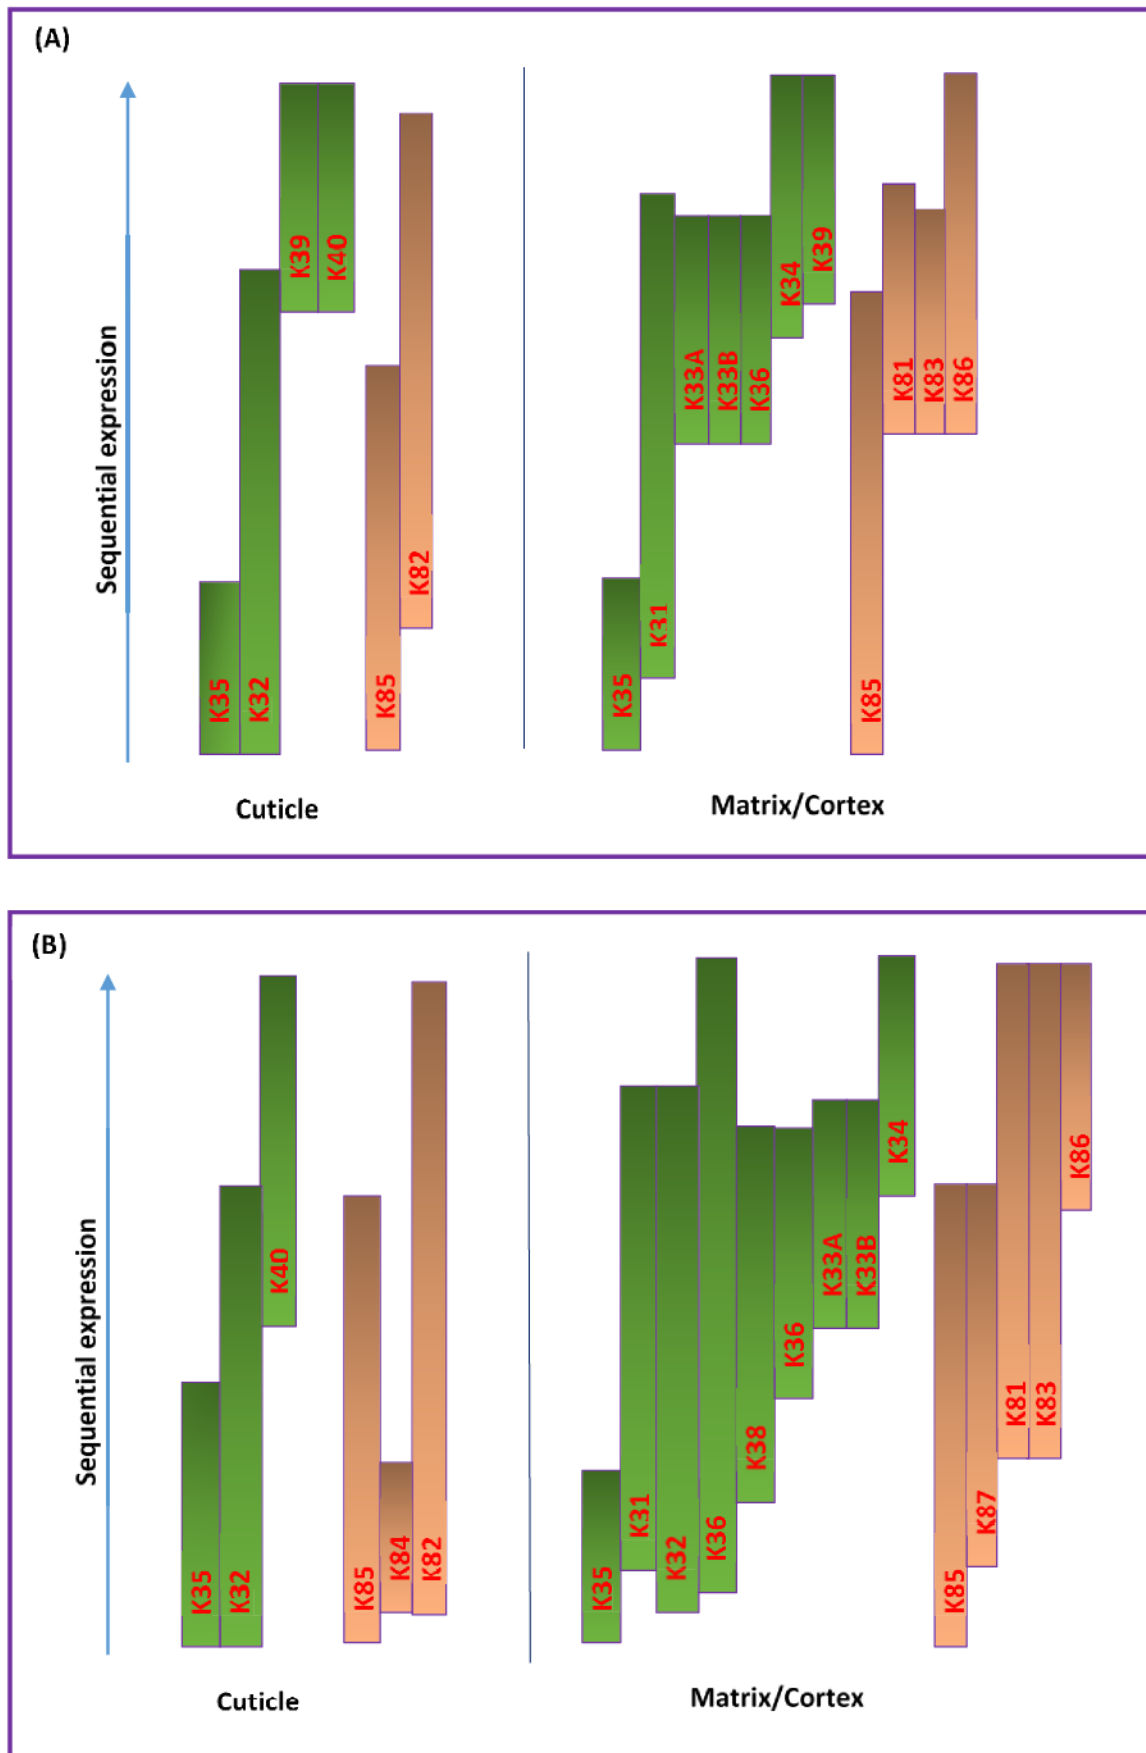 (A)
Sequential expression
K35
K32
K39
K40
K85
K82
K35
K31
K33A
K33B
K36
K34
K39
K85
K81
K83
K86
Cuticle
Matrix/Cortex
(B)
Sequential expression
K35
K32
K40
K85
K84
K82
K35
K31
K32
K36
K38
K36
K33A
K33B
K34
K85
K87
K81
K83
K86
Cuticle
Matrix/Cortex